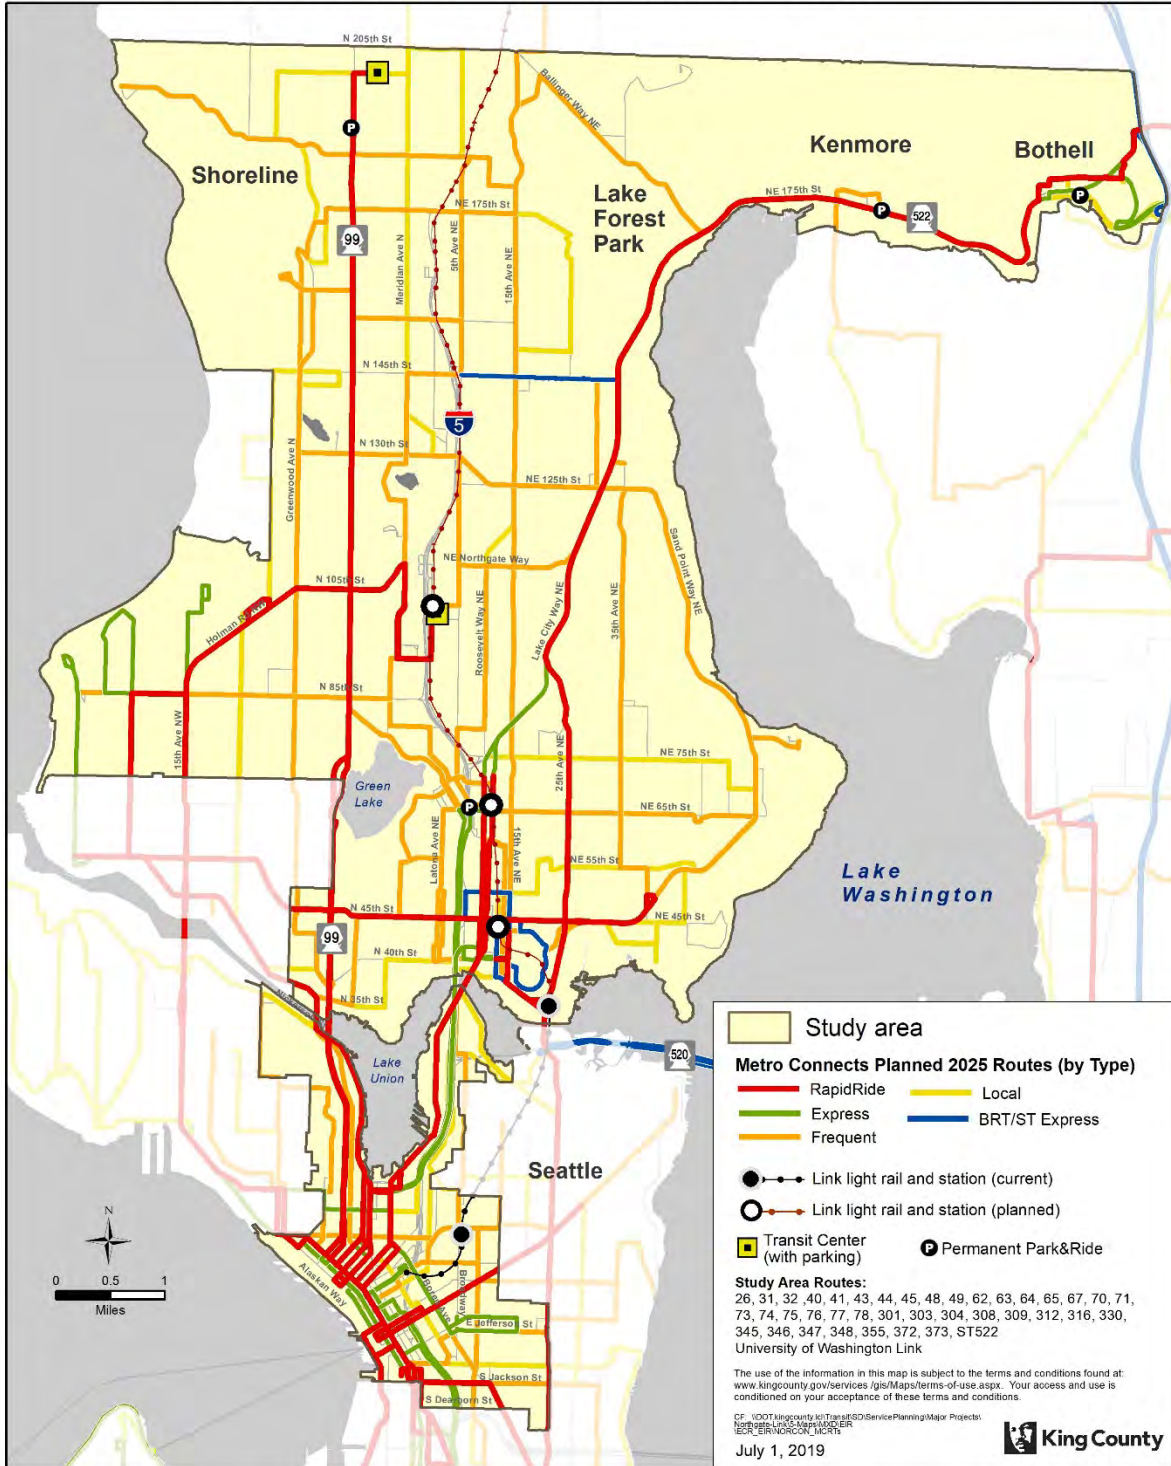 N 205th St
Ballinger Way NE
Kenmore
Bothell
Shoreline
Lake
Forest
Park
NE 175th St
NE 175th St
522
99
Meridian Ave N
5th Ave NE
15th Ave NE
N 145th St
5
Greenwood Ave N
N 130th St
NE 125th St
Sand Point Way NE
NE Northgate Way
N 105th St
Holman Rd NW
Roosevelt Way NE
Lake City Way NE
35th Ave NE
N 85th St
15th Ave NW
NE 75th St
25th Ave NE
Green
Lake
NE 65th St
Latona Ave NE
15th Ave NE
NE 55th St
Lake
Washington
N 45th St
NE 45th St
99
N 40th St
N 35th St
Lake
Union
520
Seattle
N
0 0.5 1
Miles
Alaskan Way
Boren Ave
Broadway
E Jefferson St
S Jackson St
S Dearborn St
Study area
Metro Connects Planned 2025 Routes (by Type)
RapidRide
Local
Express
BRT/ST Express
Frequent
Link light rail and station (current)
Link light rail and station (planned)
Transit Center
(with parking)
P Permanent Park&Ride
Study Area Routes:
26, 31, 32 ,40, 41, 43, 44, 45, 48, 49, 62, 63, 64, 65, 67, 70, 71,
73, 74, 75, 76, 77, 78, 301, 303, 304, 308, 309, 312, 316, 330,
345, 346, 347, 348, 355, 372, 373, ST522
University of Washington Link
The use of the information in this map is subject to the terms and conditions found at:
www.kingcounty.gov/services /gis/Maps/terms-of-use.aspx. Your access and use is
conditioned on your acceptance of these terms and conditions.
July 1, 2019
King County